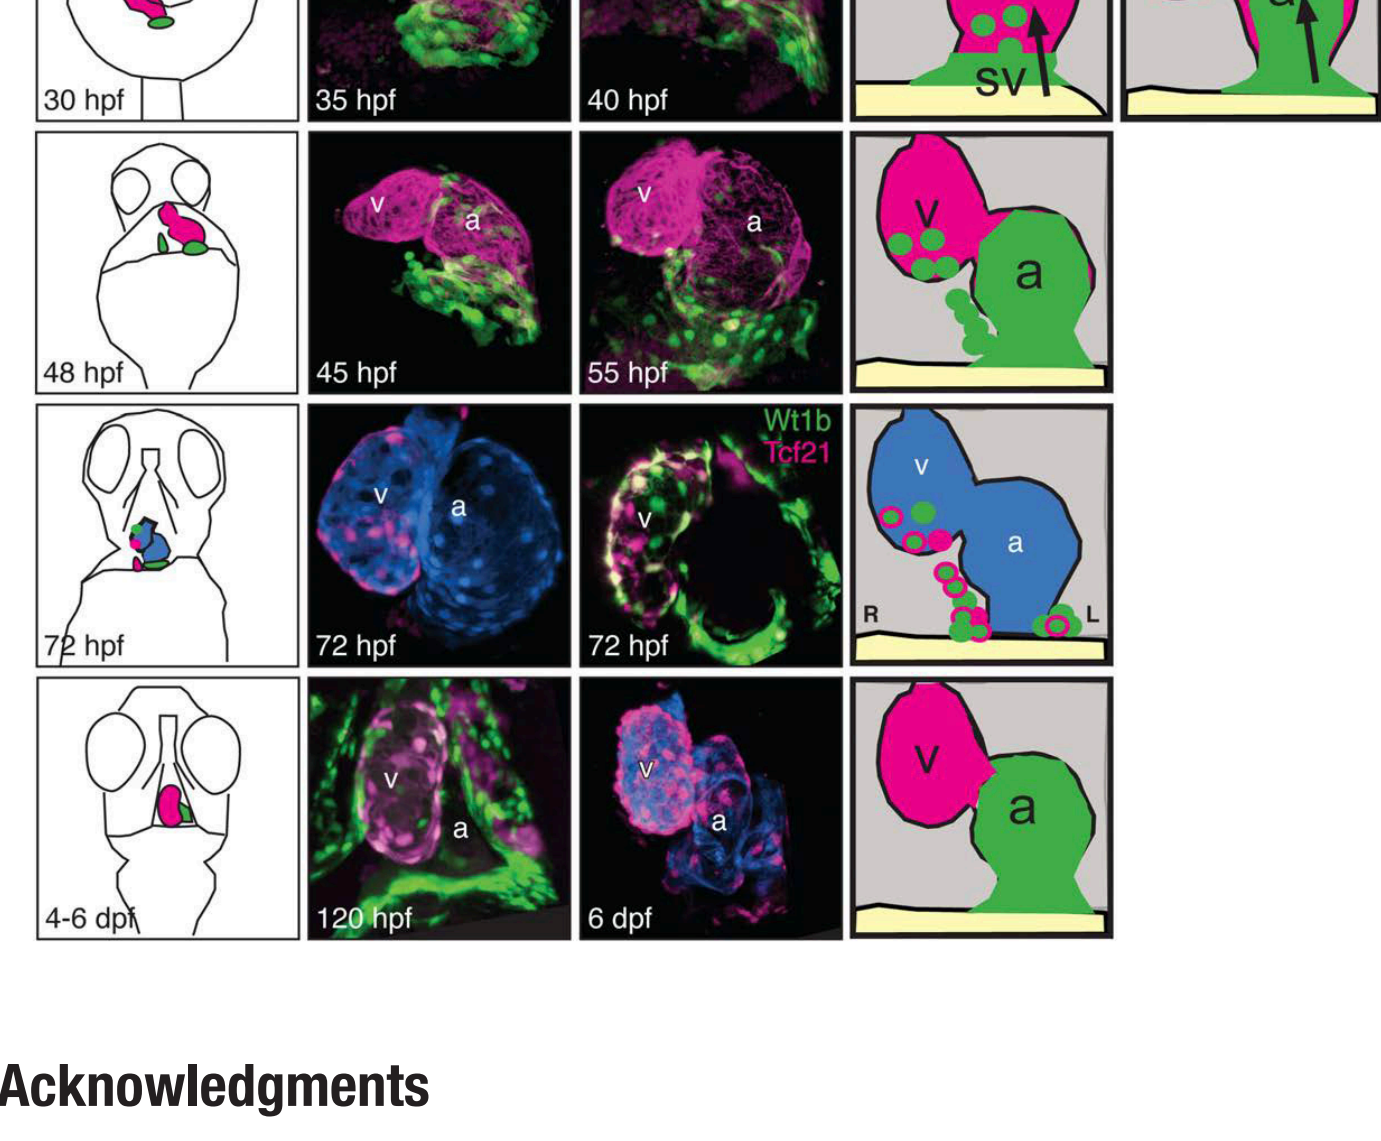 a
sv
30 hpf
35 hpf
40 hpf
v
v
a
v
a
a
48 hpf
45 hpf
55 hpf
Wt1b
Tcf21
v
v
a
v
a
R
L
72 hpf
72 hpf
72 hpf
v
v
v
a
a
a
4-6 dpf
120 hpf
6 dpf
Acknowledgments